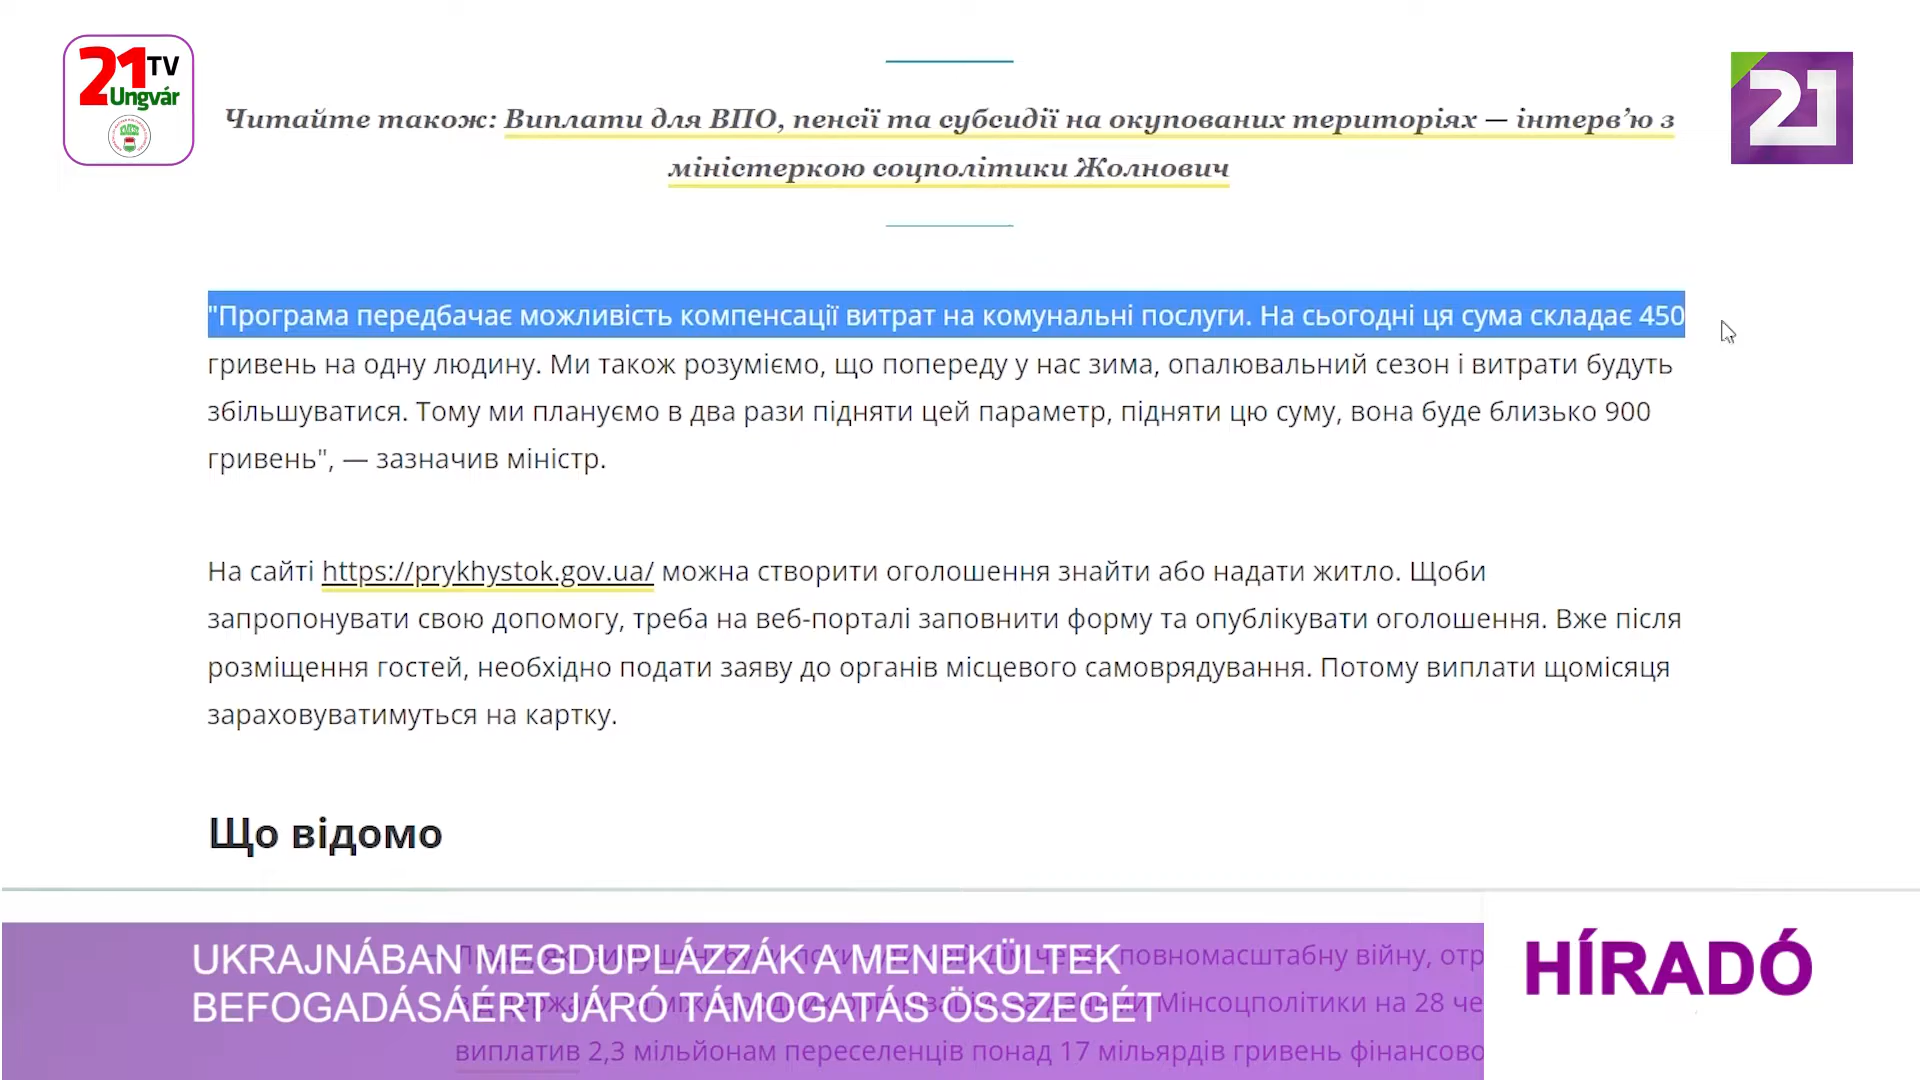 21 TV
Ungvár
21
Читайте також: Виплати для ВПО, пенсії та субсидії на окупованих територіях — інтерв’ю з
міністеркою соцполітики Жолнович
"Програма передбачає можливість компенсації витрат на комунальні послуги. На сьогодні ця сума складає 450
гривень на одну людину. Ми також розуміємо, що попереду у нас зима, опалювальний сезон і витрати будуть
збільшуватися. Тому ми плануємо в два рази підняти цей параметр, підняти цю суму, вона буде близько 900
гривень", — зазначив міністр.
На сайті https://prykhystok.gov.ua/ можна створити оголошення знайти або надати житло. Щоби
запропонувати свою допомогу, треба на веб-порталі заповнити форму та опублікувати оголошення. Вже після
розміщення гостей, необхідно подати заяву до органів місцевого самоврядування. Потому виплати щомісяця
зараховуватимуться на картку.
Що відомо
UKRAJNÁBAN MEGDUPLÁZZÁK A MENEKÜLTEK
BEFOGADÁSÁÉRT JÁRÓ TÁMOGATÁS ÖSSZEGÉT
HÍRADÓ
повномасштабну війну, отр
Мінсоцполітики на 28 че
виплатив 2,3 мільйонам переселенців понад 17 мільярдів гривень фінансово